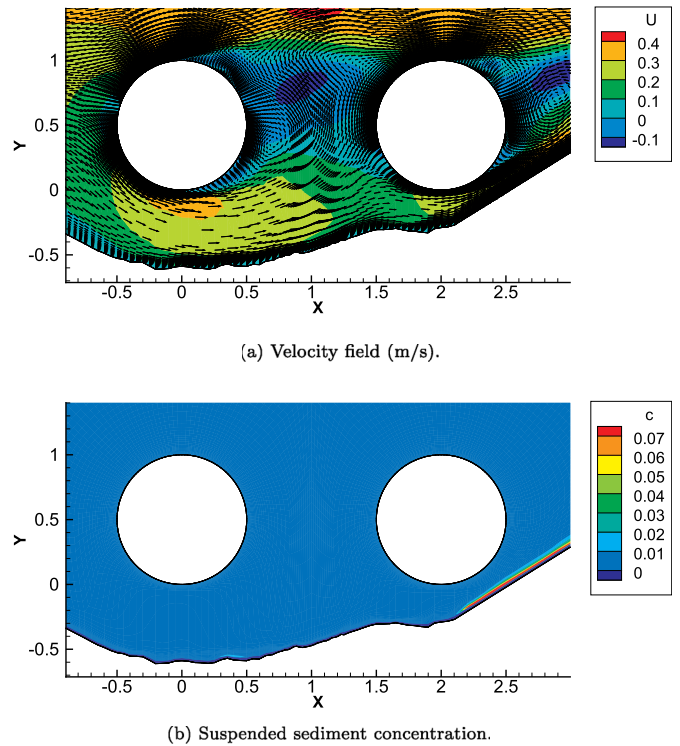 U
0.4
0.3
0.2
0.1
0
-0.1
Y
1
0.5
0
-0.5
-0.5 0 0.5 1 1.5 2 2.5
X
(a) Velocity field (m/s).
c
0.07
0.06
0.05
0.04
0.03
0.02
0.01
0
Y
1
0.5
0
-0.5
-0.5 0 0.5 1 1.5 2 2.5
X
(b) Suspended sediment concentration.